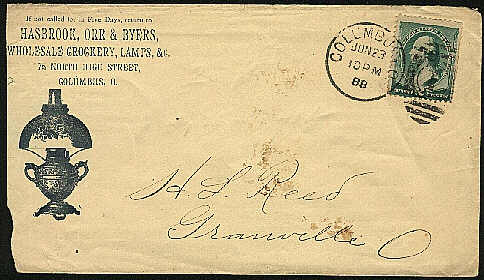 If not called for in Five Days, return to
HASBROOK, ORR & BYERS,
WHOLESALE CROCKERY, LAMPS, &c.
75 NORTH HIGH STREET,
COLUMBUS, O.
COLUMBUS
JUN 23
10 PM
88
H. L. Reed
Granville O